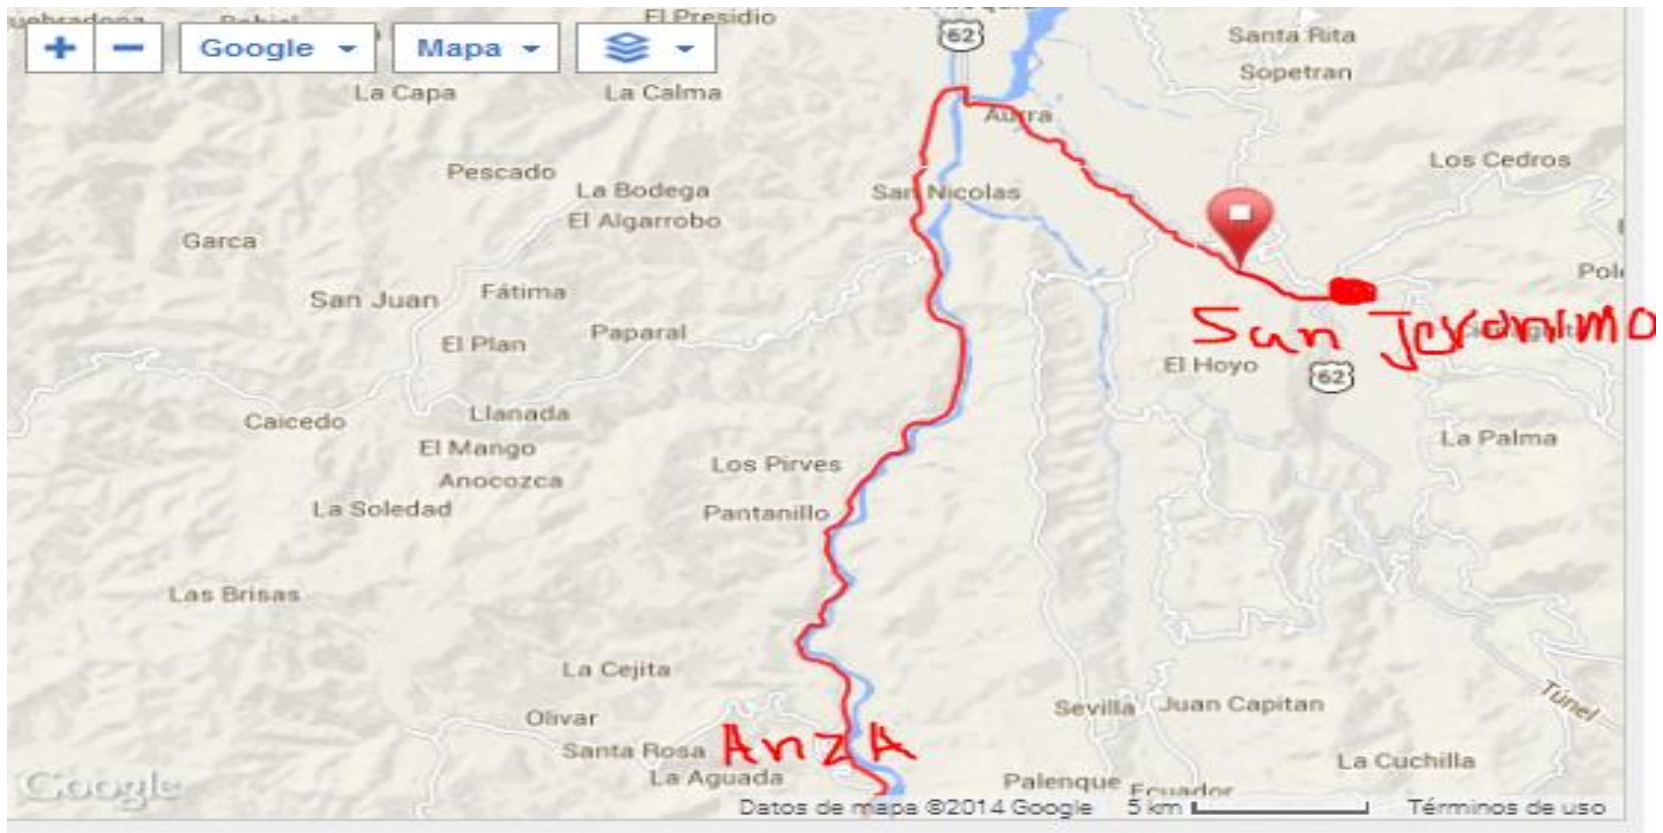 El Presidio
62
Santa Rita
Google
Mapa
Sopetran
La Capa
La Calma
Aurra
Los Cedros
Pescado
La Bodega
San Nicolas
El Algarrobo
Garca
Fátima
San Juan
San Jeronimo
Paparal
El Plan
El Hoyo
62
Llanada
Caicedo
La Palma
El Mango
Los Pirves
Anocozca
La Soledad
Pantanillo
Las Brisas
La Cejita
Sevilla
Juan Capitan
Túnel
Olivar
AnzA
Santa Rosa
La Cuchilla
La Aguada
Palenque
Ecuador
Google
Datos de mapa ©2014 Google
5 km
Términos de uso